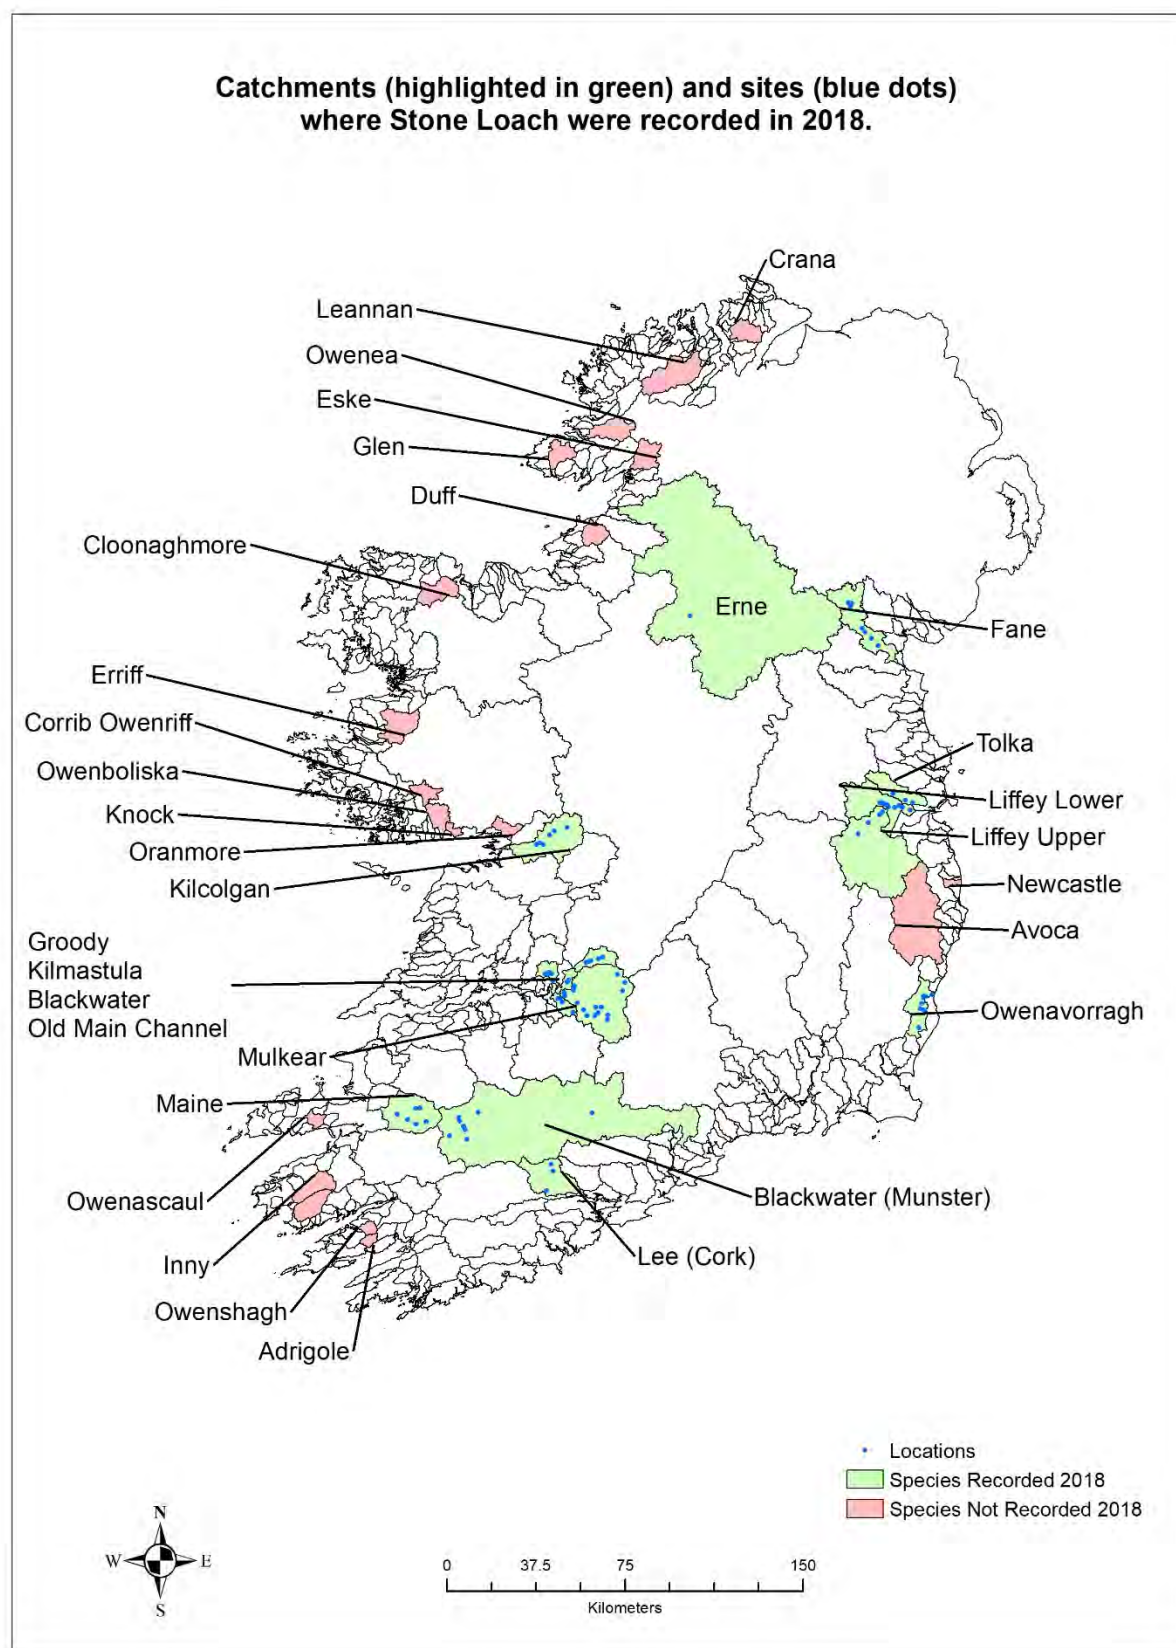 Catchments (highlighted in green) and sites (blue dots)
where Stone Loach were recorded in 2018.
Crana
Leannan
Owenea
Eske
Glen
Duff
Cloonaghmore
Erne
Fane
Erriff
Corrib Owenriff
Owenboliska
Knock
Oranmore
Kilcolgan
Tolka
Liffey Lower
Liffey Upper
Newcastle
Avoca
Groody
Kilmastula
Blackwater
Old Main Channel
Owenavorragh
Mulkear
Maine
Owenascaul
Blackwater (Munster)
Inny
Lee (Cork)
Owenshagh
Adrigole
Locations
Species Recorded 2018
Species Not Recorded 2018
N
W E
S
0 37.5 75 150
Kilometers